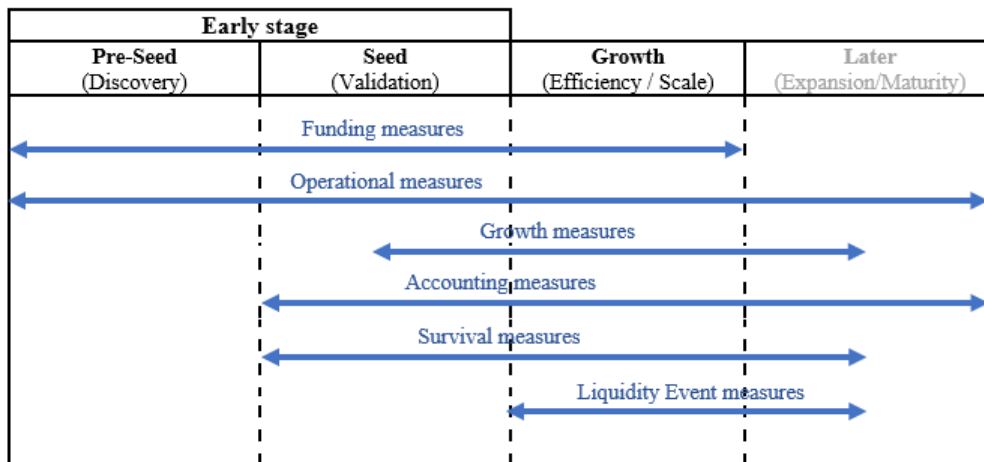 Early stage
Pre-Seed Seed Growth Later
(Discovery) (Validation) (Efficiency / Scale) (Expansion/Maturity)
Funding measures
Operational measures
Growth measures
Accounting measures
Survival measures
Liquidity Event measures